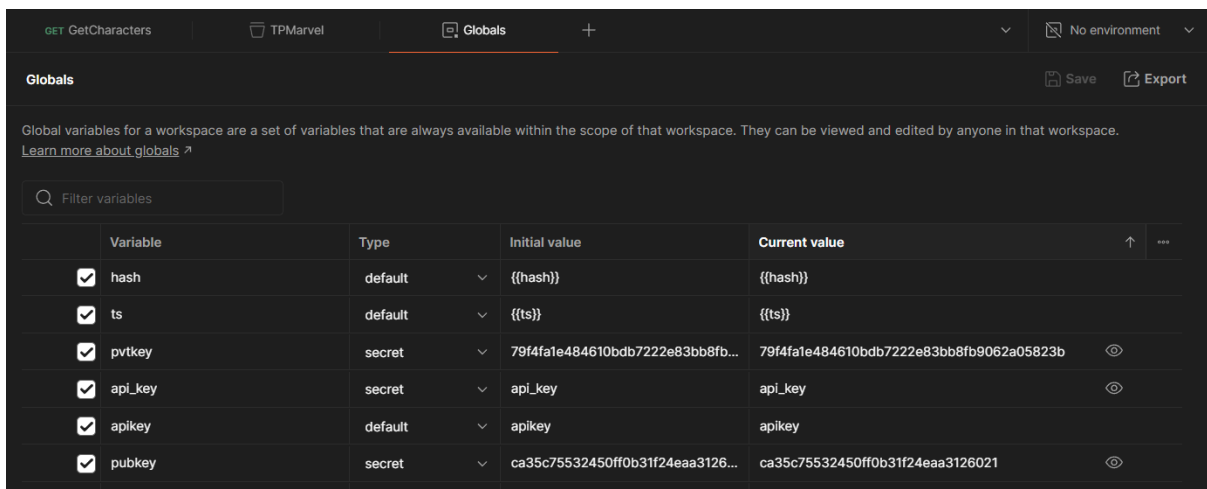 GET GetCharacters TPMarvel Globals No environment
Globals Save Export
Global variables for a workspace are a set of variables that are always available within the scope of that workspace. They can be viewed and edited by anyone in that workspace.
Learn more about globals ↗
Filter variables
Variable Type Initial value Current value
hash default {{hash}} {{hash}}
ts default {{ts}} {{ts}}
pvtkey secret 79f4fa1e484610bdb7222e83bb8fb... 79f4fa1e484610bdb7222e83bb8fb9062a05823b
api_key secret api_key api_key
apikey default apikey apikey
pubkey secret ca35c75532450ff0b31f24eaa3126... ca35c75532450ff0b31f24eaa3126021